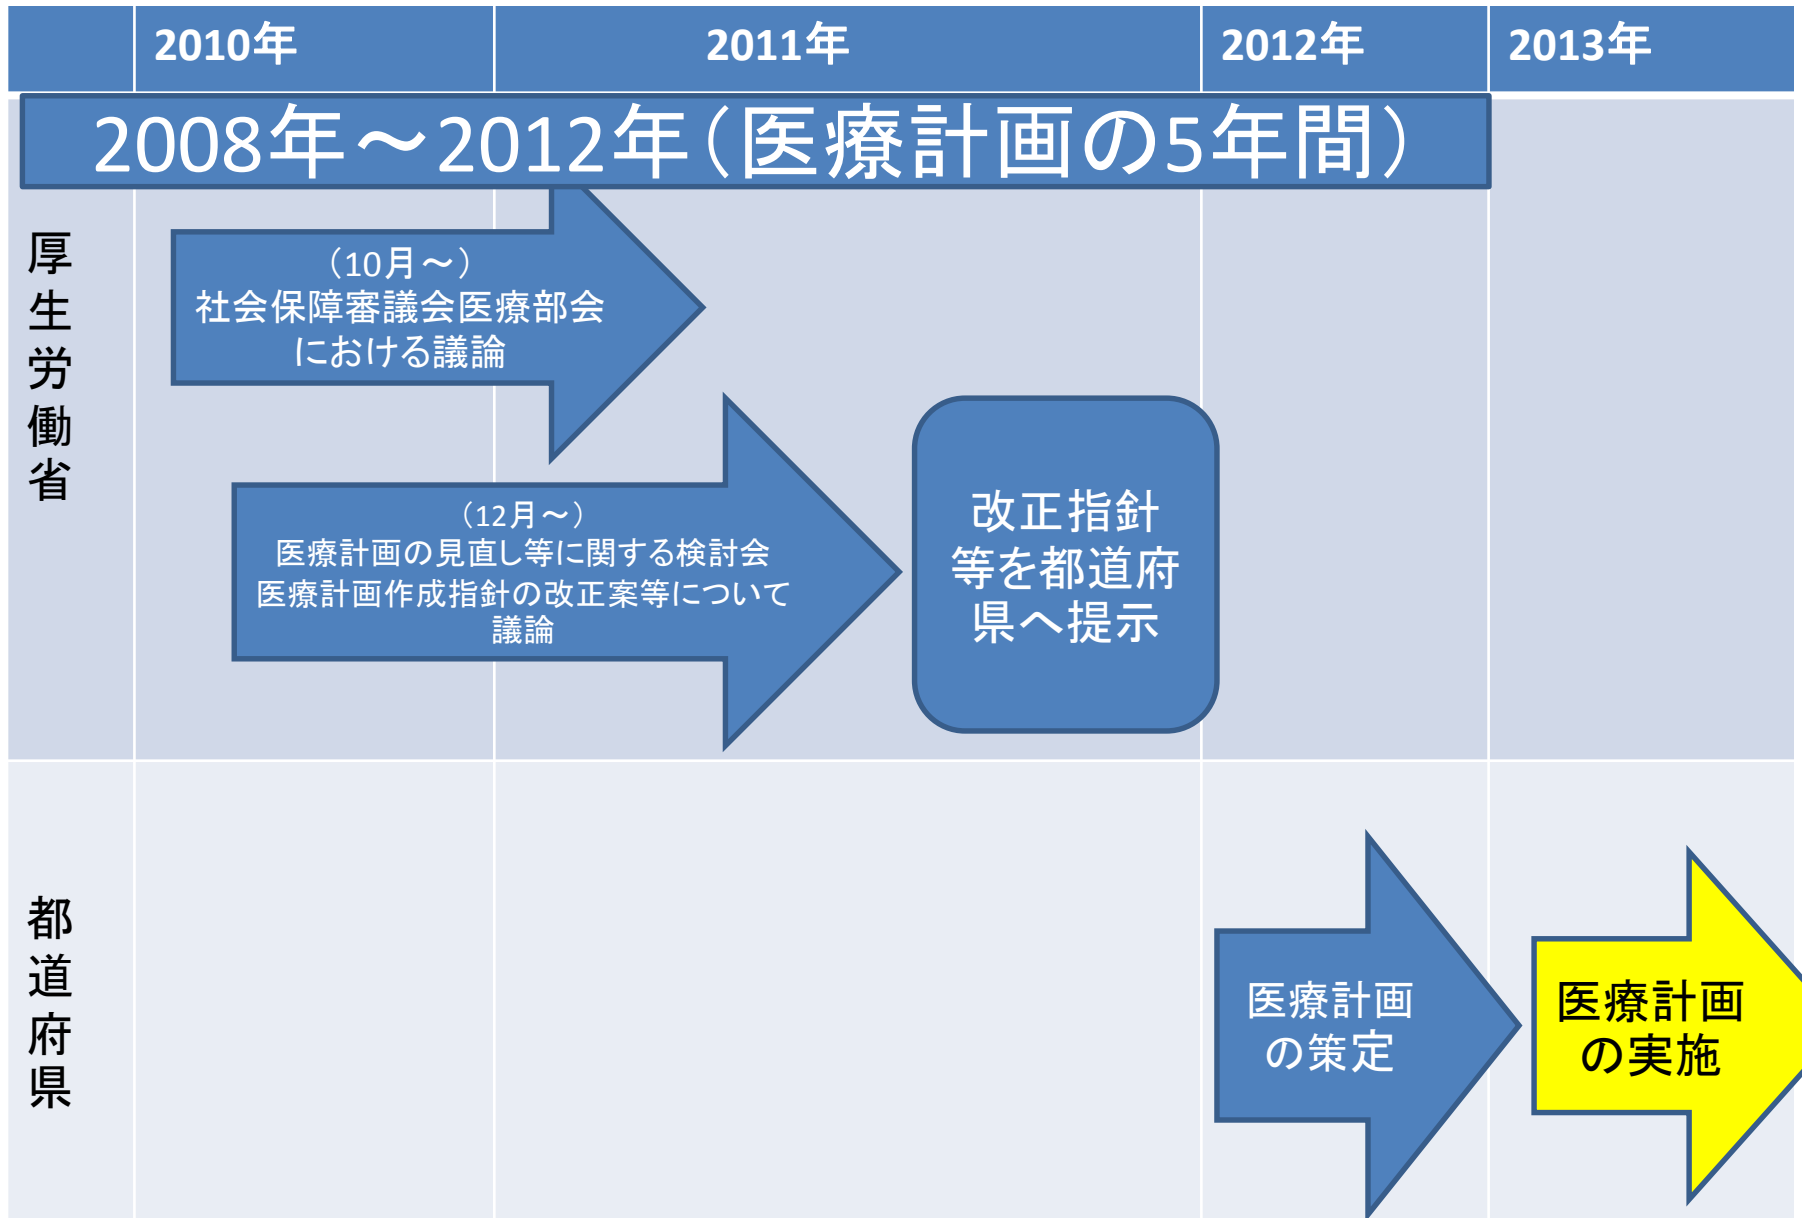 2010年
2011年
2012年
2013年
2008年～2012年（医療計画の5年間）
厚生労働省
（10月～）
社会保障審議会医療部会
における議論
（12月～）
医療計画の見直し等に関する検討会
医療計画作成指針の改正案等について
議論
改正指針
等を都道府
県へ提示
都道府県
医療計画
の策定
医療計画
の実施